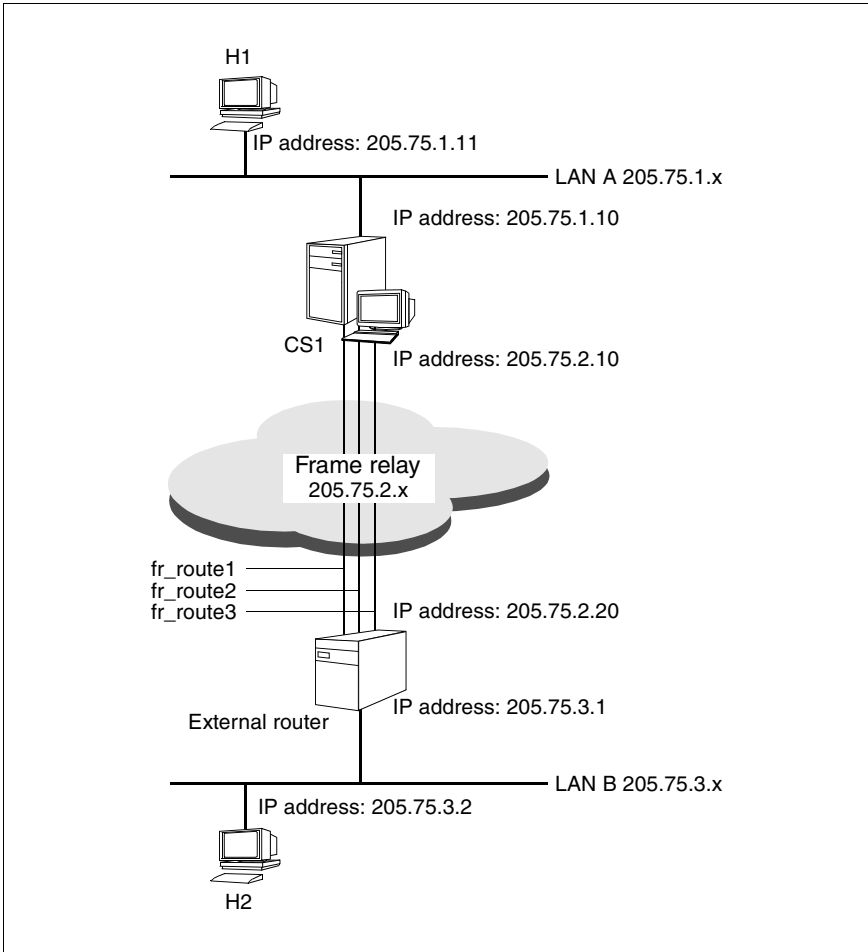 H1
IP address: 205.75.1.11
LAN A 205.75.1.x
IP address: 205.75.1.10
CS1
IP address: 205.75.2.10
Frame relay
205.75.2.x
fr_route1
fr_route2
fr_route3
IP address: 205.75.2.20
IP address: 205.75.3.1
External router
LAN B 205.75.3.x
IP address: 205.75.3.2
H2